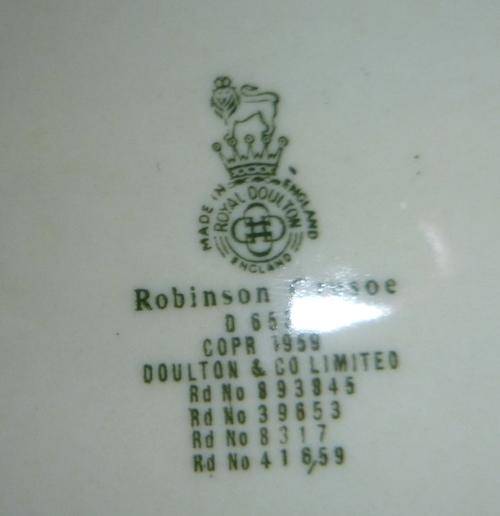 MADE IN ENGLAND
ROYAL DOULTON
ENGLAND
Robinson
COPR 1959
DOULTON & CO LIMITED
Rd No 893845
Rd No 39653
Rd No 8317
Rd No 41659